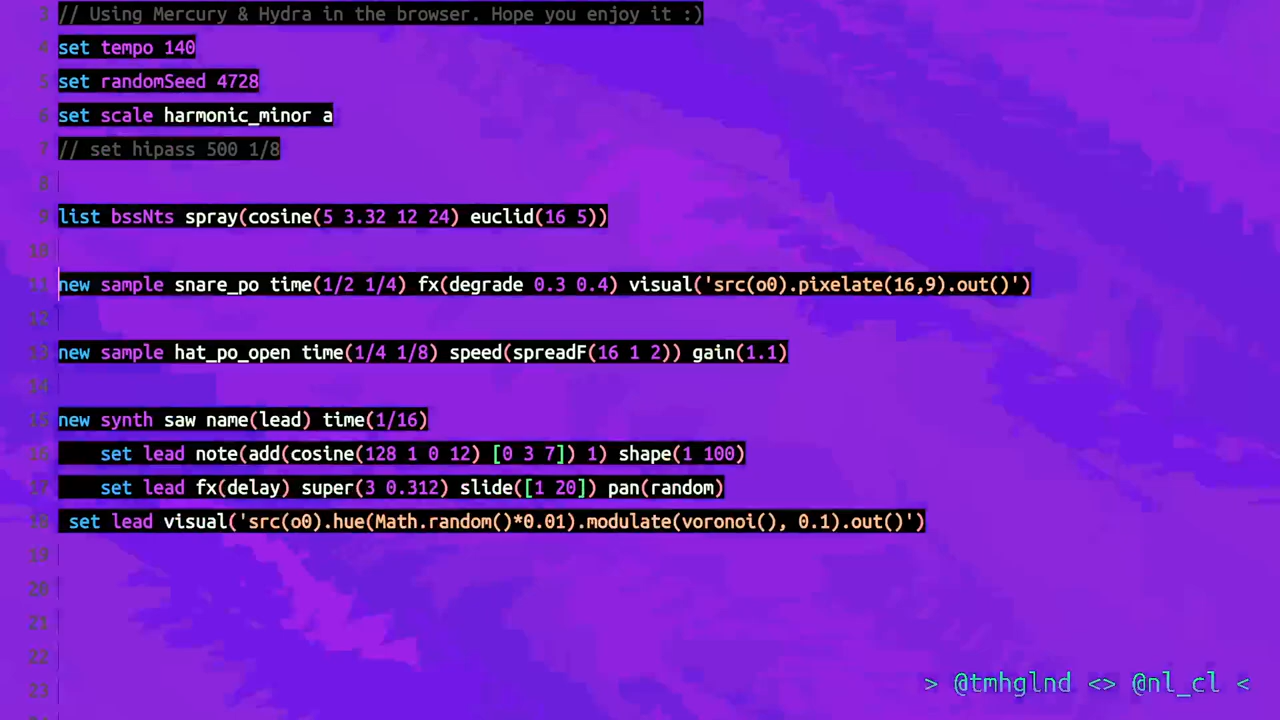 3 // Using Mercury & Hydra in the browser. Hope you enjoy it :)
4 set tempo 140
5 set randomSeed 4728
6 set scale harmonic_minor a
7 // set hipass 500 1/8
8
9 list bssNts spray(cosine(5 3.32 12 24) euclid(16 5))
10
11 new sample snare_po time(1/2 1/4) fx(degrade 0.3 0.4) visual('src(o0).pixelate(16,9).out()')
12
13 new sample hat_po_open time(1/4 1/8) speed(spreadF(16 1 2)) gain(1.1)
14
15 new synth saw name(lead) time(1/16)
16 set lead note(add(cosine(128 1 0 12) [0 3 7]) 1) shape(1 100)
17 set lead fx(delay) super(3 0.312) slide([1 20]) pan(random)
18 set lead visual('src(o0).hue(Math.random()*0.01).modulate(voronoi(), 0.1).out()')
19
20
21
22
23
> @tmhglnd <> @nl_cl <